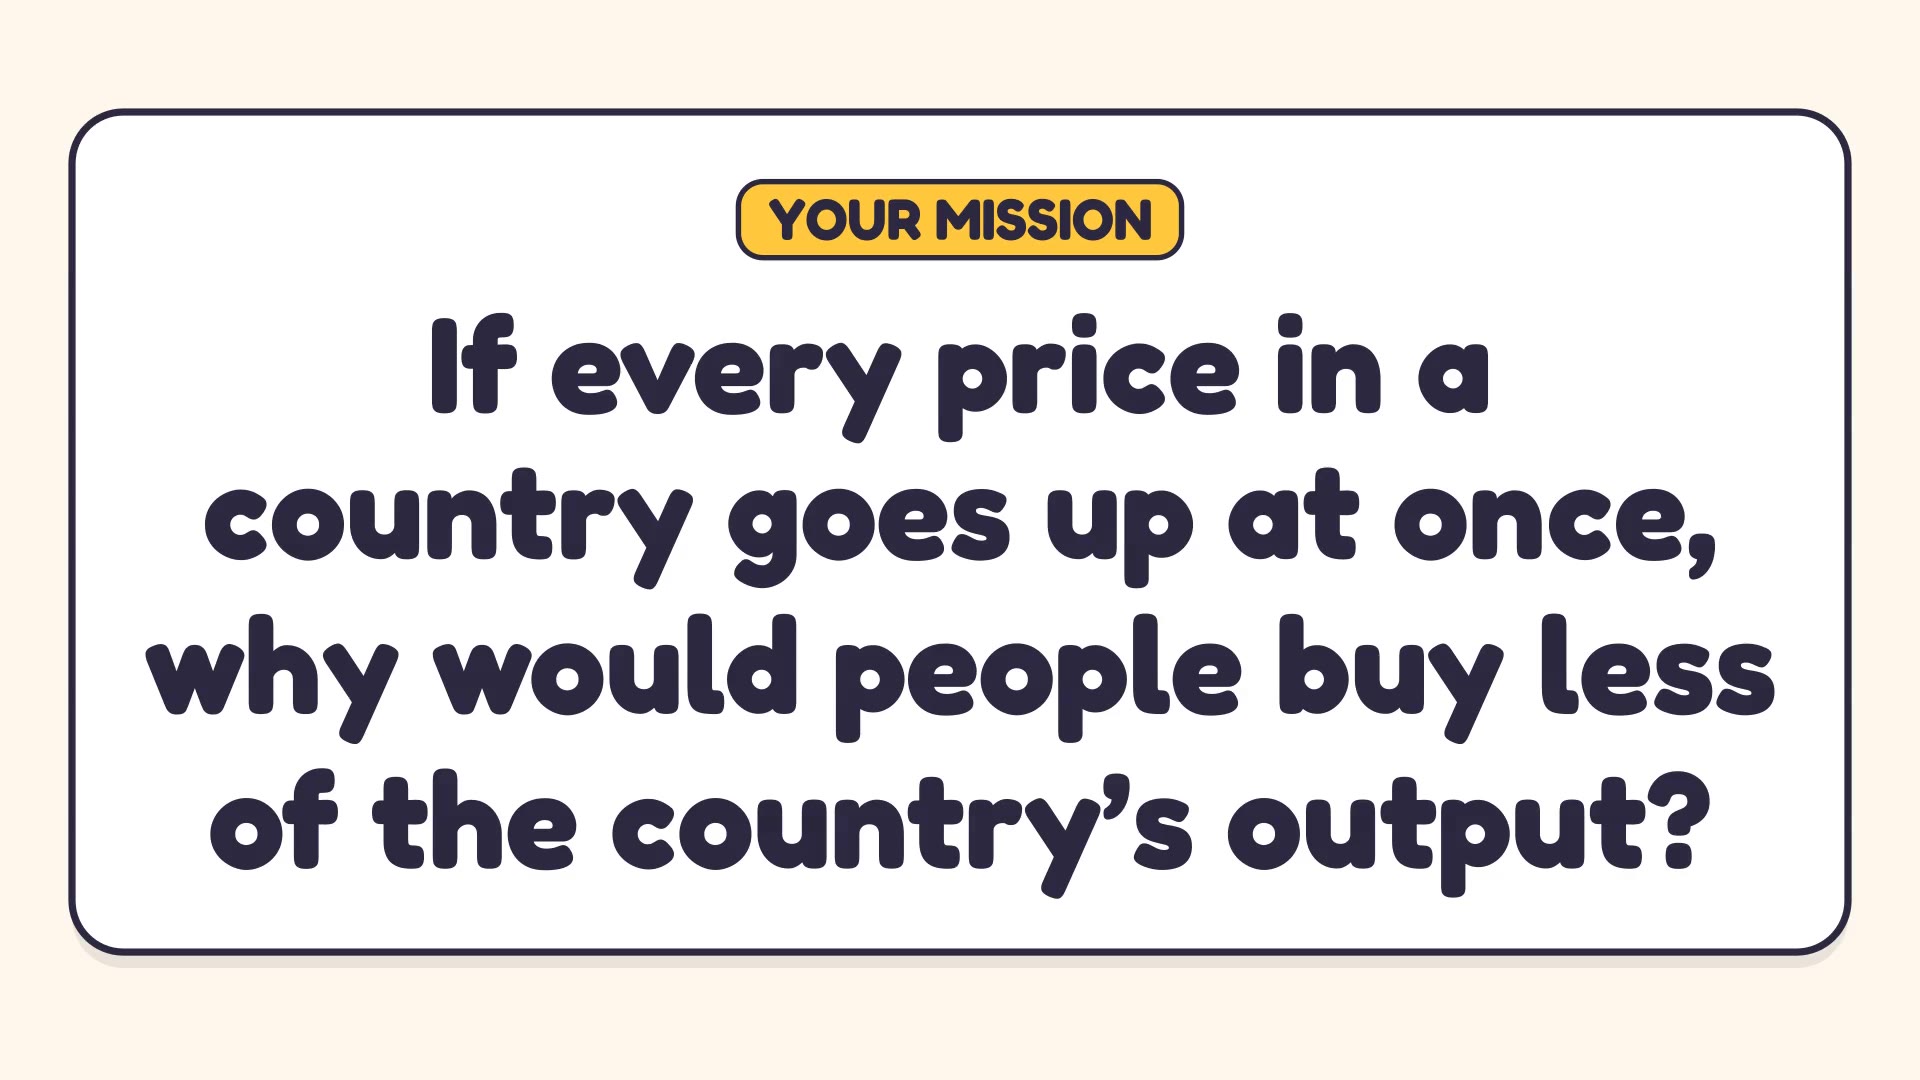 YOUR MISSION
If every price in a
country goes up at once,
why would people buy less
of the country’s output?